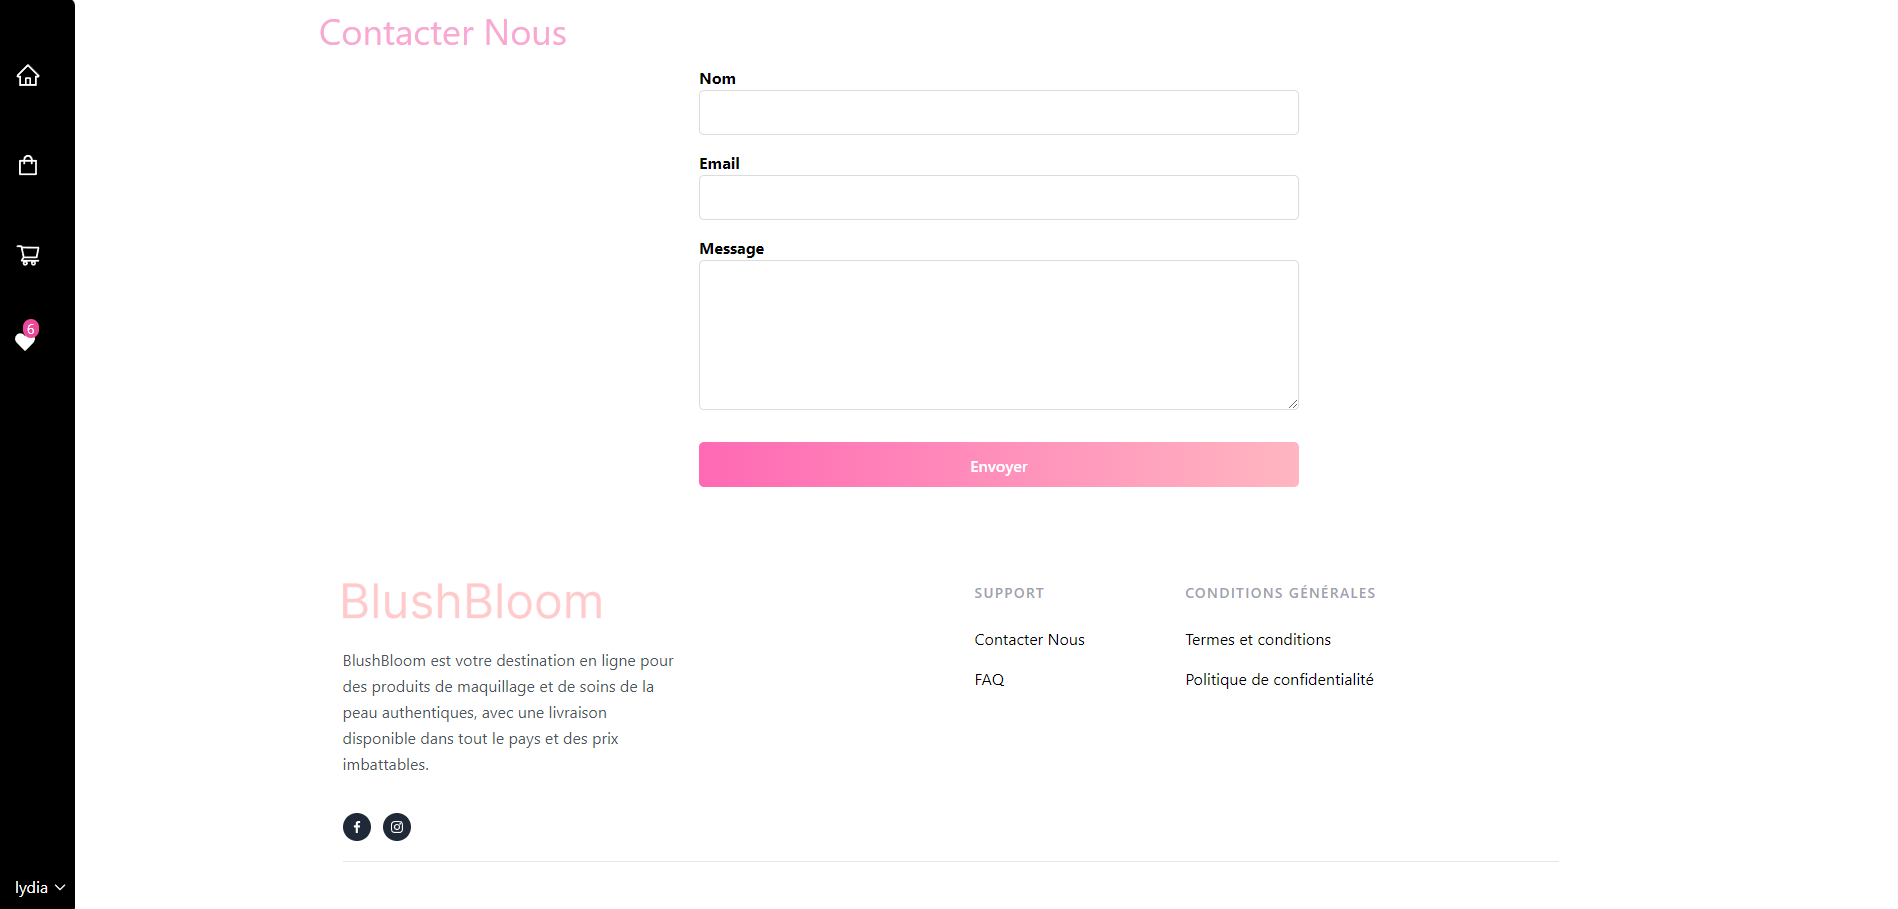 Contacter Nous
Nom
Email
Message
Envoyer
6
lydia
BlushBloom
BlushBloom est votre destination en ligne pour
des produits de maquillage et de soins de la
peau authentiques, avec une livraison
disponible dans tout le pays et des prix
imbattables.
SUPPORT
Contacter Nous
FAQ
CONDITIONS GÉNÉRALES
Termes et conditions
Politique de confidentialité